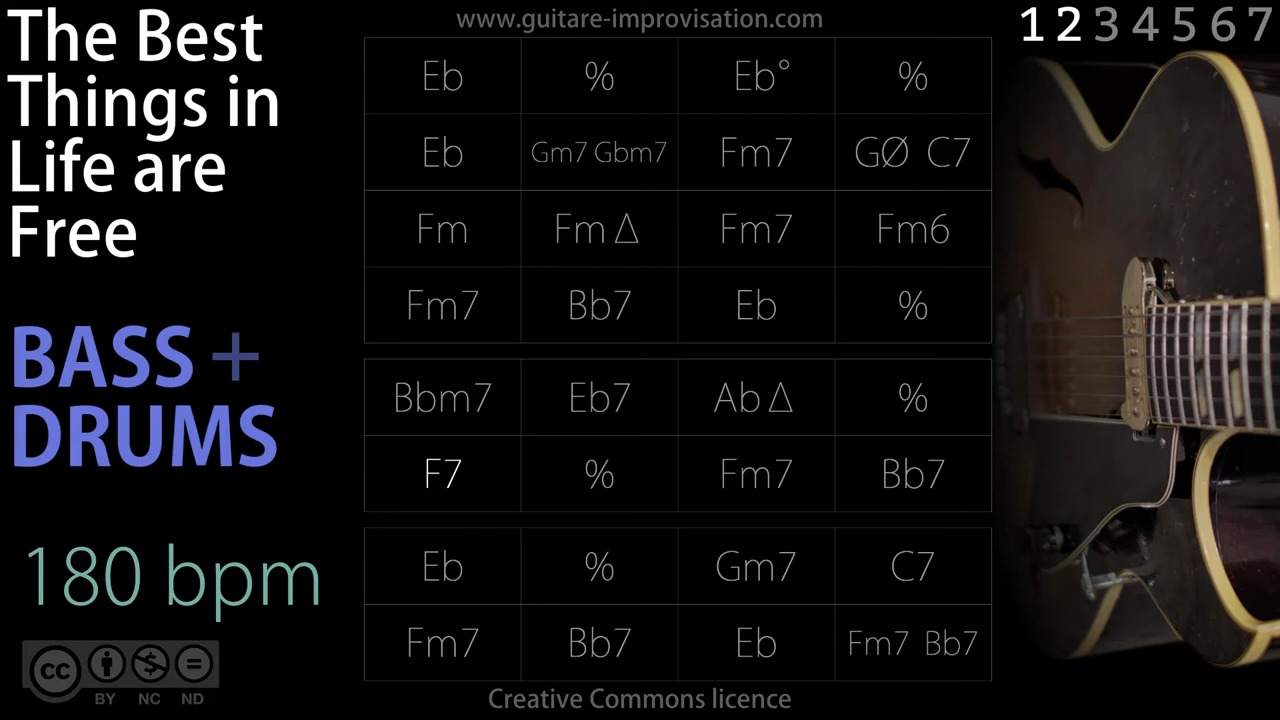 www.guitare-improvisation.com
1 2 3 4 5 6 7
The Best
Things in
Life are
Free
BASS +
DRUMS
180 bpm
cc
BY NC ND
Eb % Eb° %
Eb Gm7 Gbm7 Fm7 GØ C7
Fm Fm Δ Fm7 Fm6
Fm7 Bb7 Eb %
Bbm7 Eb7 Ab Δ %
F7 % Fm7 Bb7
Eb % Gm7 C7
Fm7 Bb7 Eb Fm7 Bb7
Creative Commons licence